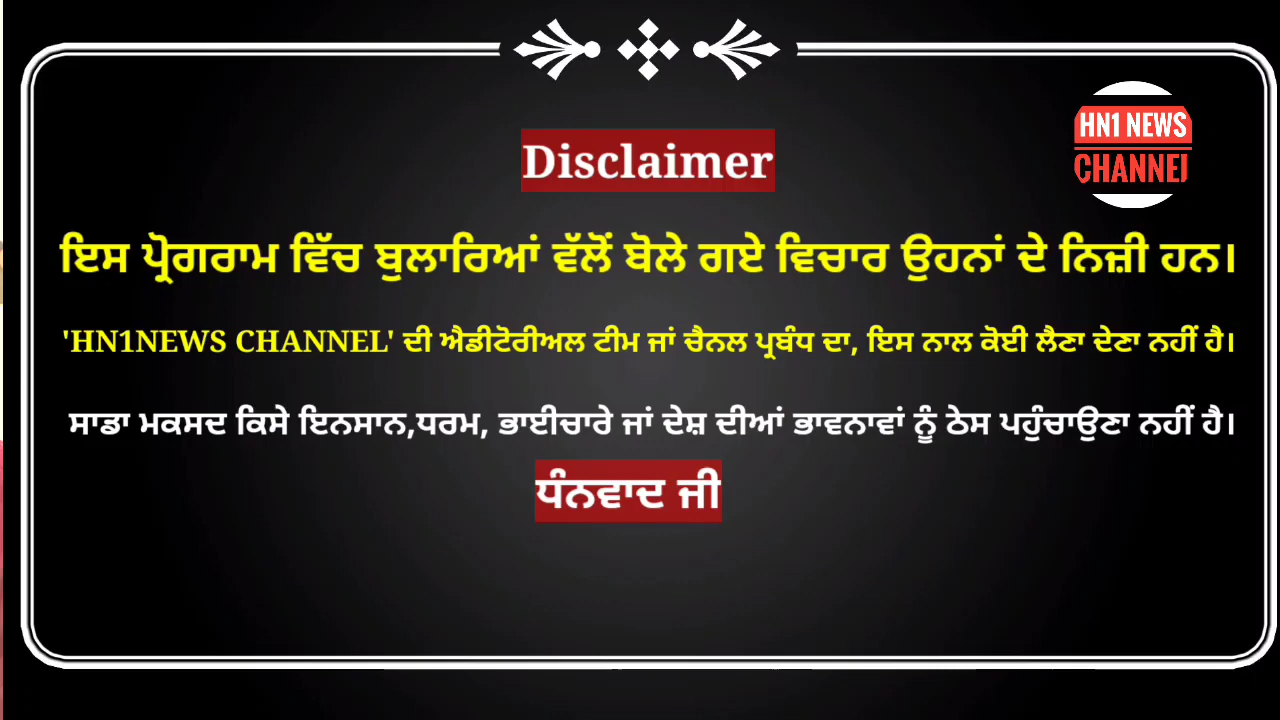 HN1 NEWS
CHANNEL
Disclaimer
ਇਸ ਪ੍ਰੋਗਰਾਮ ਵਿੱਚ ਬੁਲਾਰਿਆਂ ਵੱਲੋਂ ਬੋਲੇ ਗਏ ਵਿਚਾਰ ਉਹਨਾਂ ਦੇ ਨਿਜ਼ੀ ਹਨ।
'HN1NEWS CHANNEL' ਦੀ ਐਡੀਟੋਰੀਅਲ ਟੀਮ ਜਾਂ ਚੈਨਲ ਪ੍ਰਬੰਧ ਦਾ, ਇਸ ਨਾਲ ਕੋਈ ਲੈਣਾ ਦੇਣਾ ਨਹੀਂ ਹੈ।
ਸਾਡਾ ਮਕਸਦ ਕਿਸੇ ਇਨਸਾਨ,ਧਰਮ, ਭਾਈਚਾਰੇ ਜਾਂ ਦੇਸ਼ ਦੀਆਂ ਭਾਵਨਾਵਾਂ ਨੂੰ ਠੇਸ ਪਹੁੰਚਾਉਣਾ ਨਹੀਂ ਹੈ।
ਧੰਨਵਾਦ ਜੀ